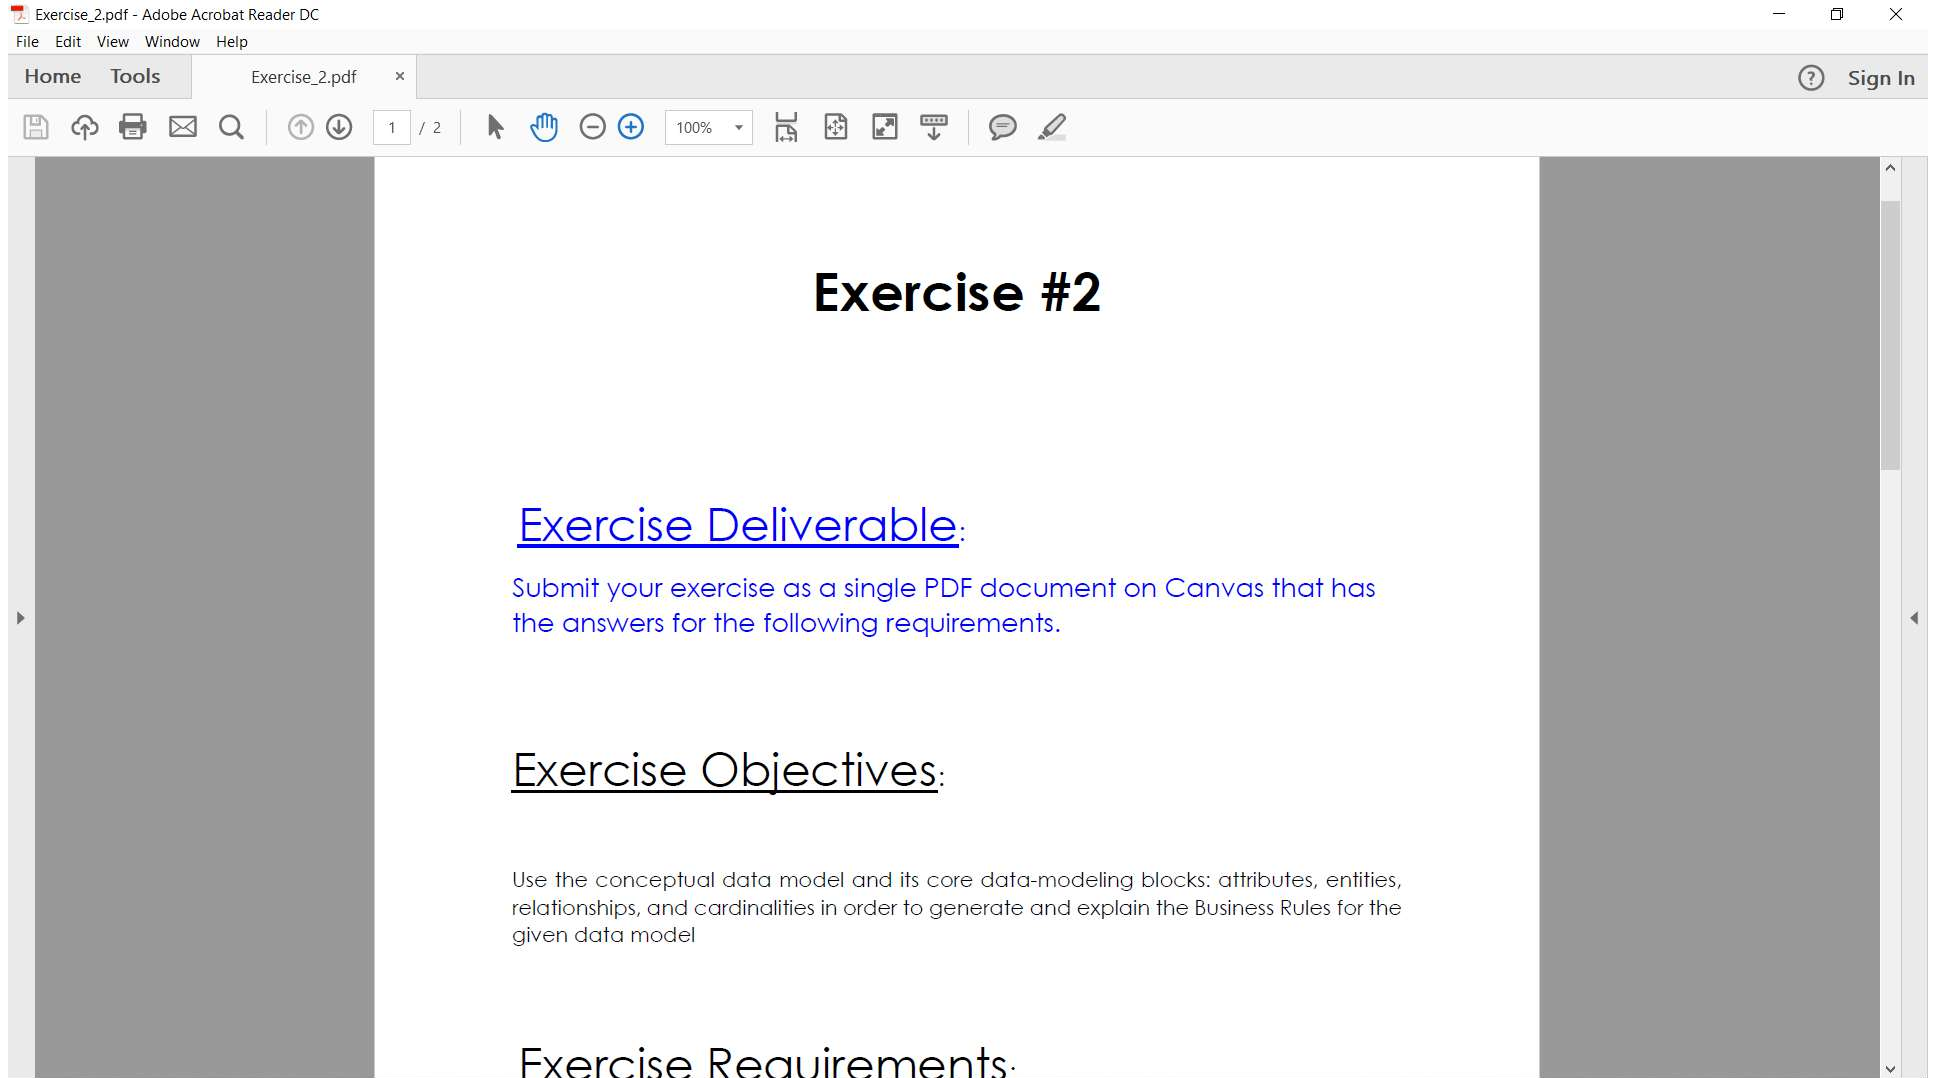 Exercise_2.pdf - Adobe Acrobat Reader DC
File Edit View Window Help
Home Tools Exercise_2.pdf × ? Sign In
1 / 2 100%
Exercise #2
Exercise Deliverable:
Submit your exercise as a single PDF document on Canvas that has
the answers for the following requirements.
Exercise Objectives:
Use the conceptual data model and its core data-modeling blocks: attributes, entities,
relationships, and cardinalities in order to generate and explain the Business Rules for the
given data model
Exercise Requirements: